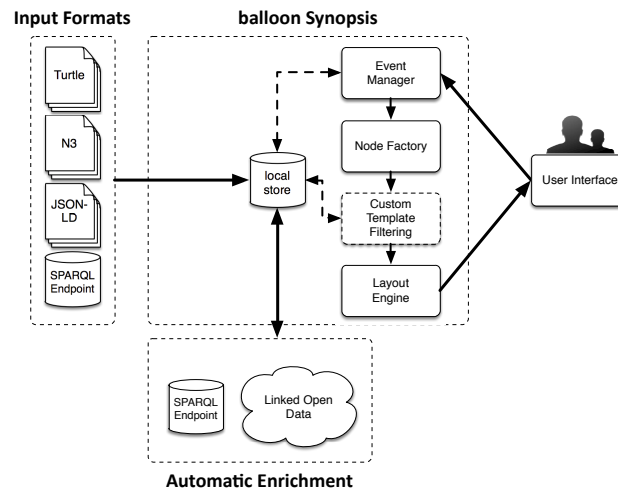 Input Formats
balloon Synopsis
Turtle
N3
JSON-
LD
SPARQL
Endpoint
local
store
Event
Manager
Node Factory
Custom
Template
Filtering
Layout
Engine
User Interface
SPARQL
Endpoint
Linked Open
Data
Automatic Enrichment